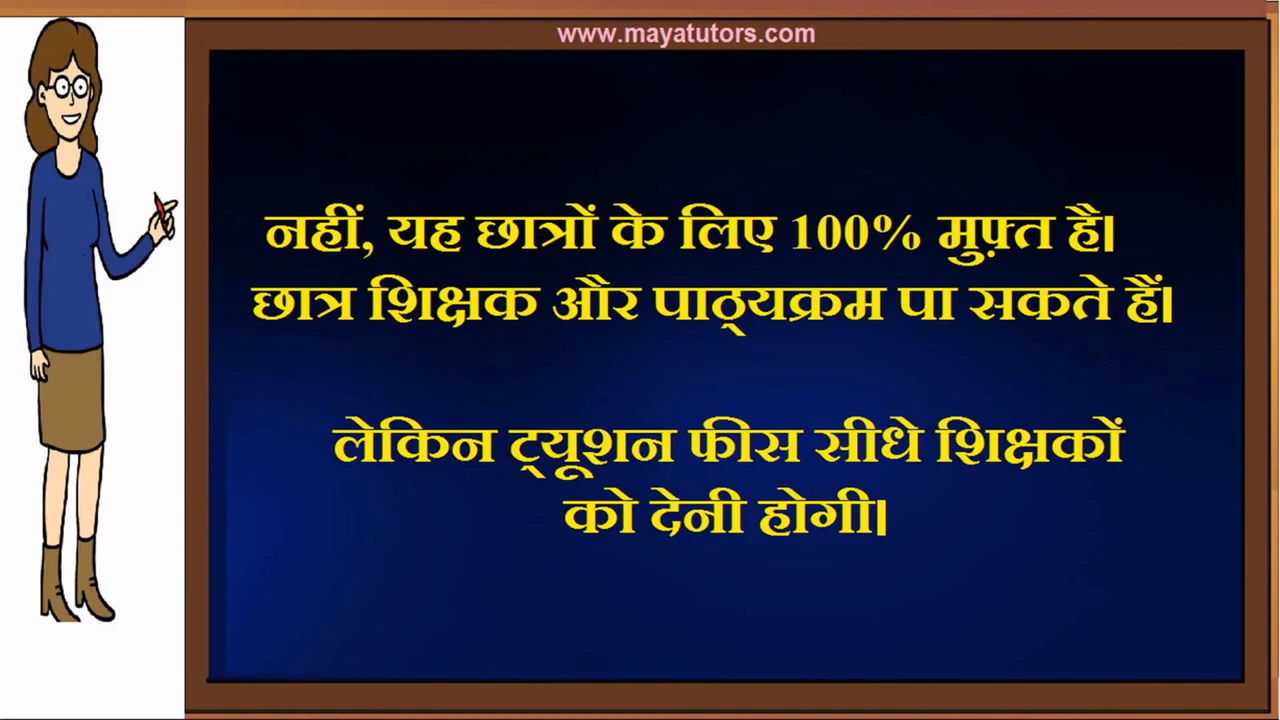 www.mayatutors.com
नहीं, यह छात्रों के लिए 100% मुफ़्त है।
छात्र शिक्षक और पाठ्यक्रम पा सकते हैं।
लेकिन ट्यूशन फीस सीधे शिक्षकों
को देनी होगी।